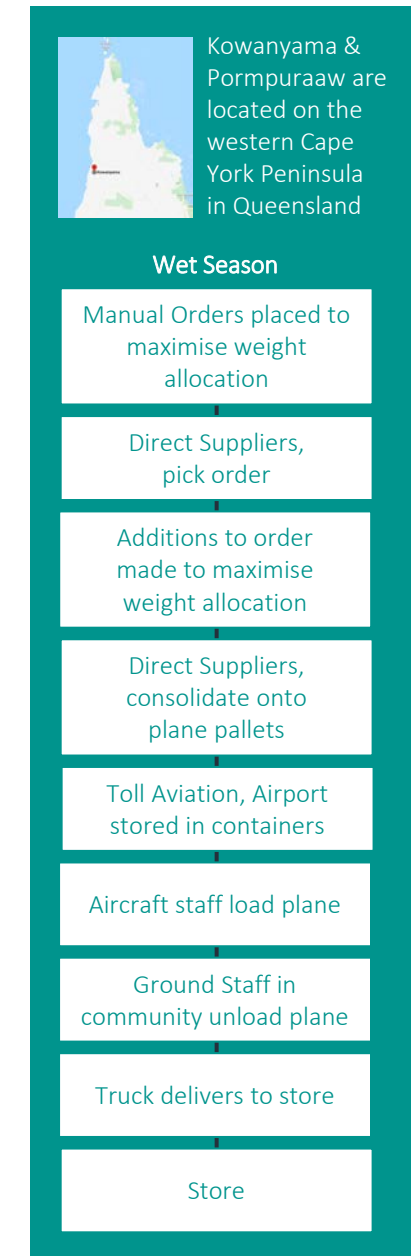 Kowanyama &
Pormpuraaw are
located on the
western Cape
York Peninsula
in Queensland
Wet Season
Manual Orders placed to
maximise weight
allocation
Direct Suppliers,
pick order
Additions to order
made to maximise
weight allocation
Direct Suppliers,
consolidate onto
plane pallets
Toll Aviation, Airport
stored in containers
Aircraft staff load plane
Ground Staff in
community unload plane
Truck delivers to store
Store